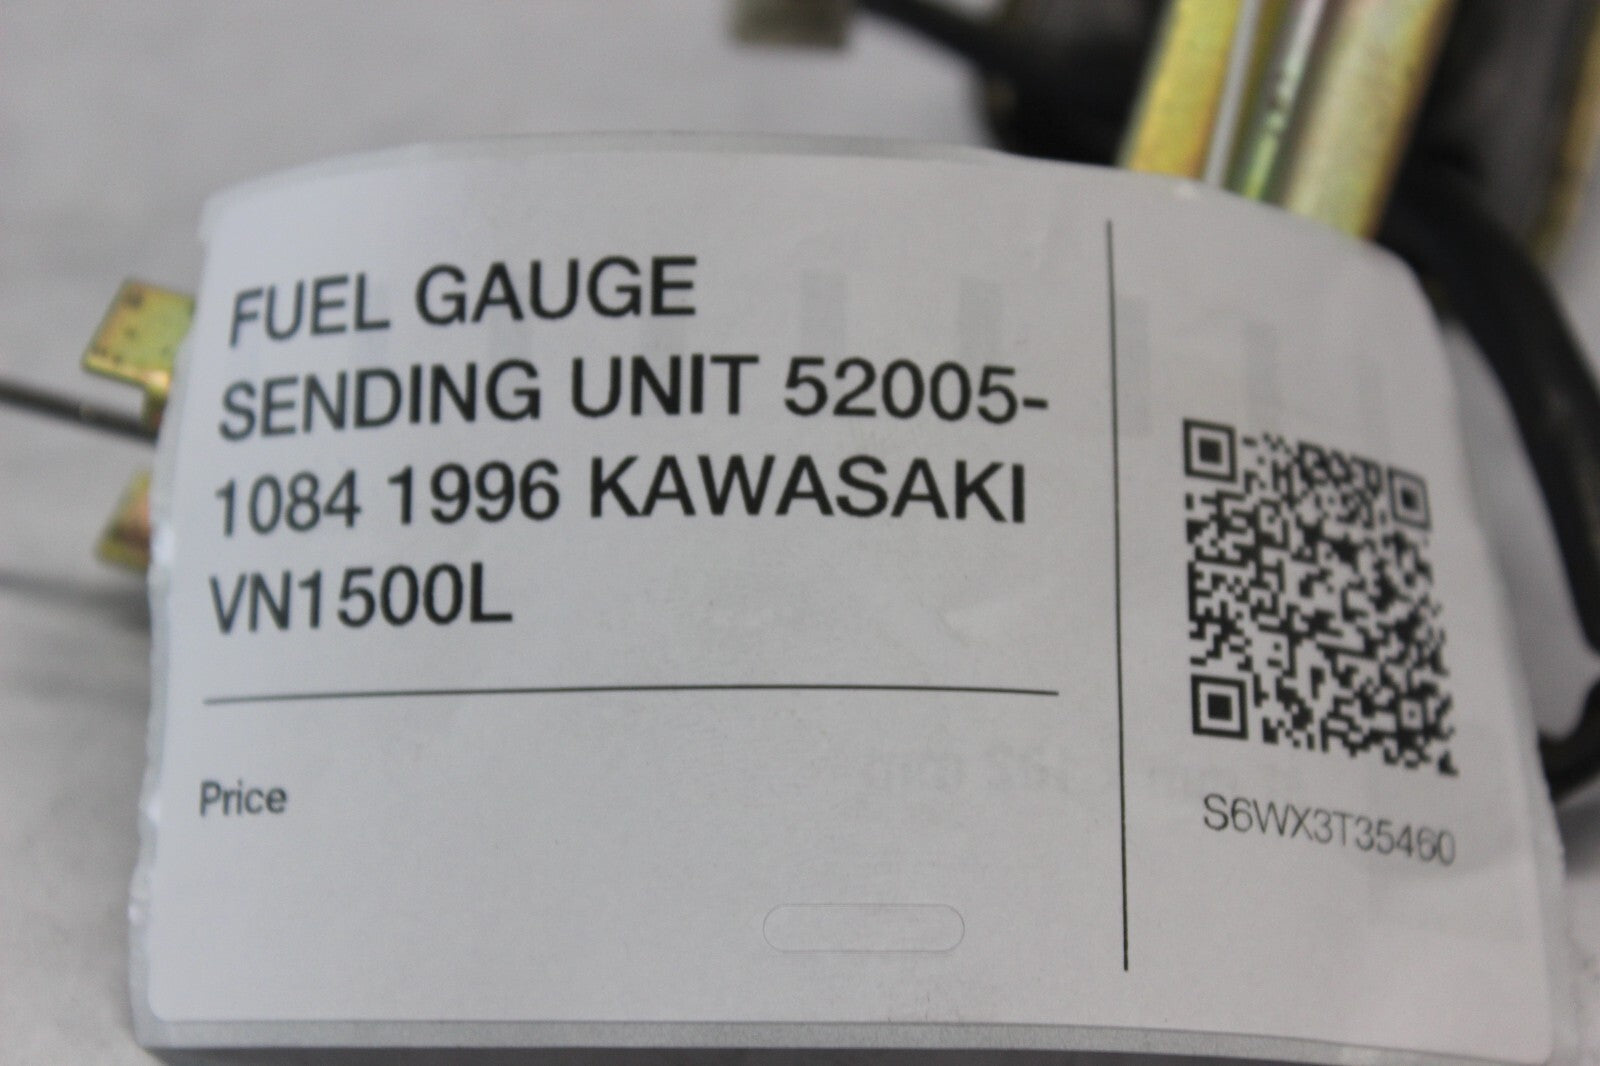 FUEL GAUGE
SENDING UNIT 52005-
1084 1996 KAWASAKI
VN1500L
Price
S6WX3T35460